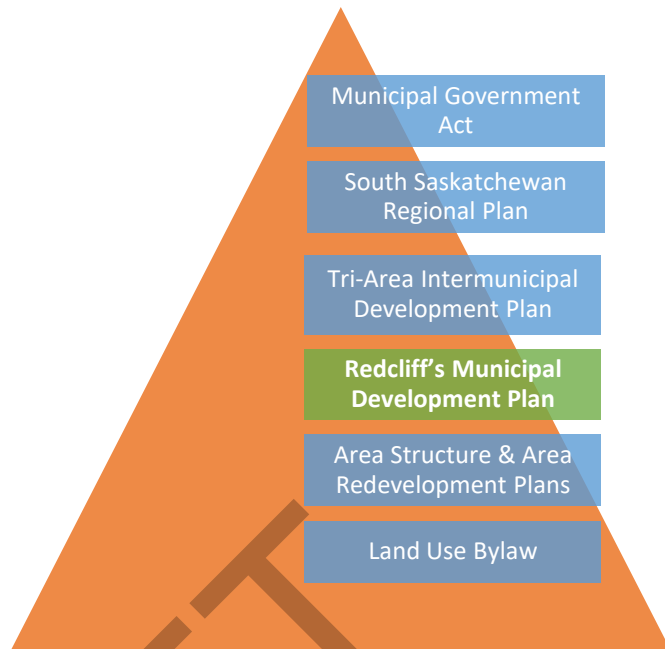 Municipal Government
Act
South Saskatchewan
Regional Plan
Tri-Area Intermunicipal
Development Plan
Redcliff’s Municipal
Development Plan
Area Structure & Area
Redevelopment Plans
Land Use Bylaw
T